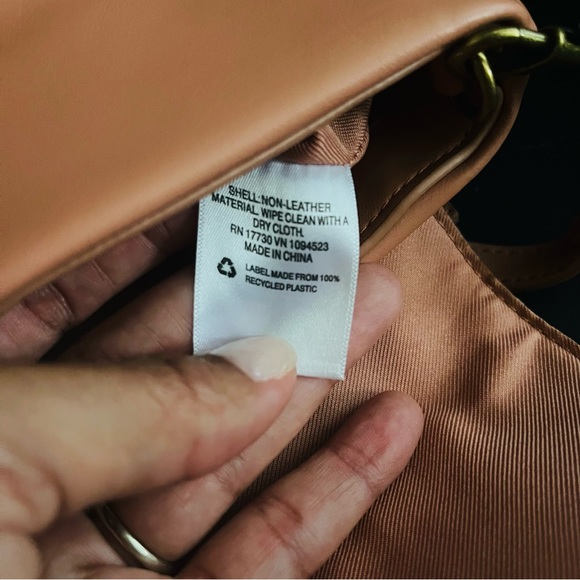 SHELL: NON-LEATHER
MATERIAL. WIPE CLEAN WITH A
DRY CLOTH.
RN 17730 VN 1094523
MADE IN CHINA
LABEL MADE FROM 100%
RECYCLED PLASTIC